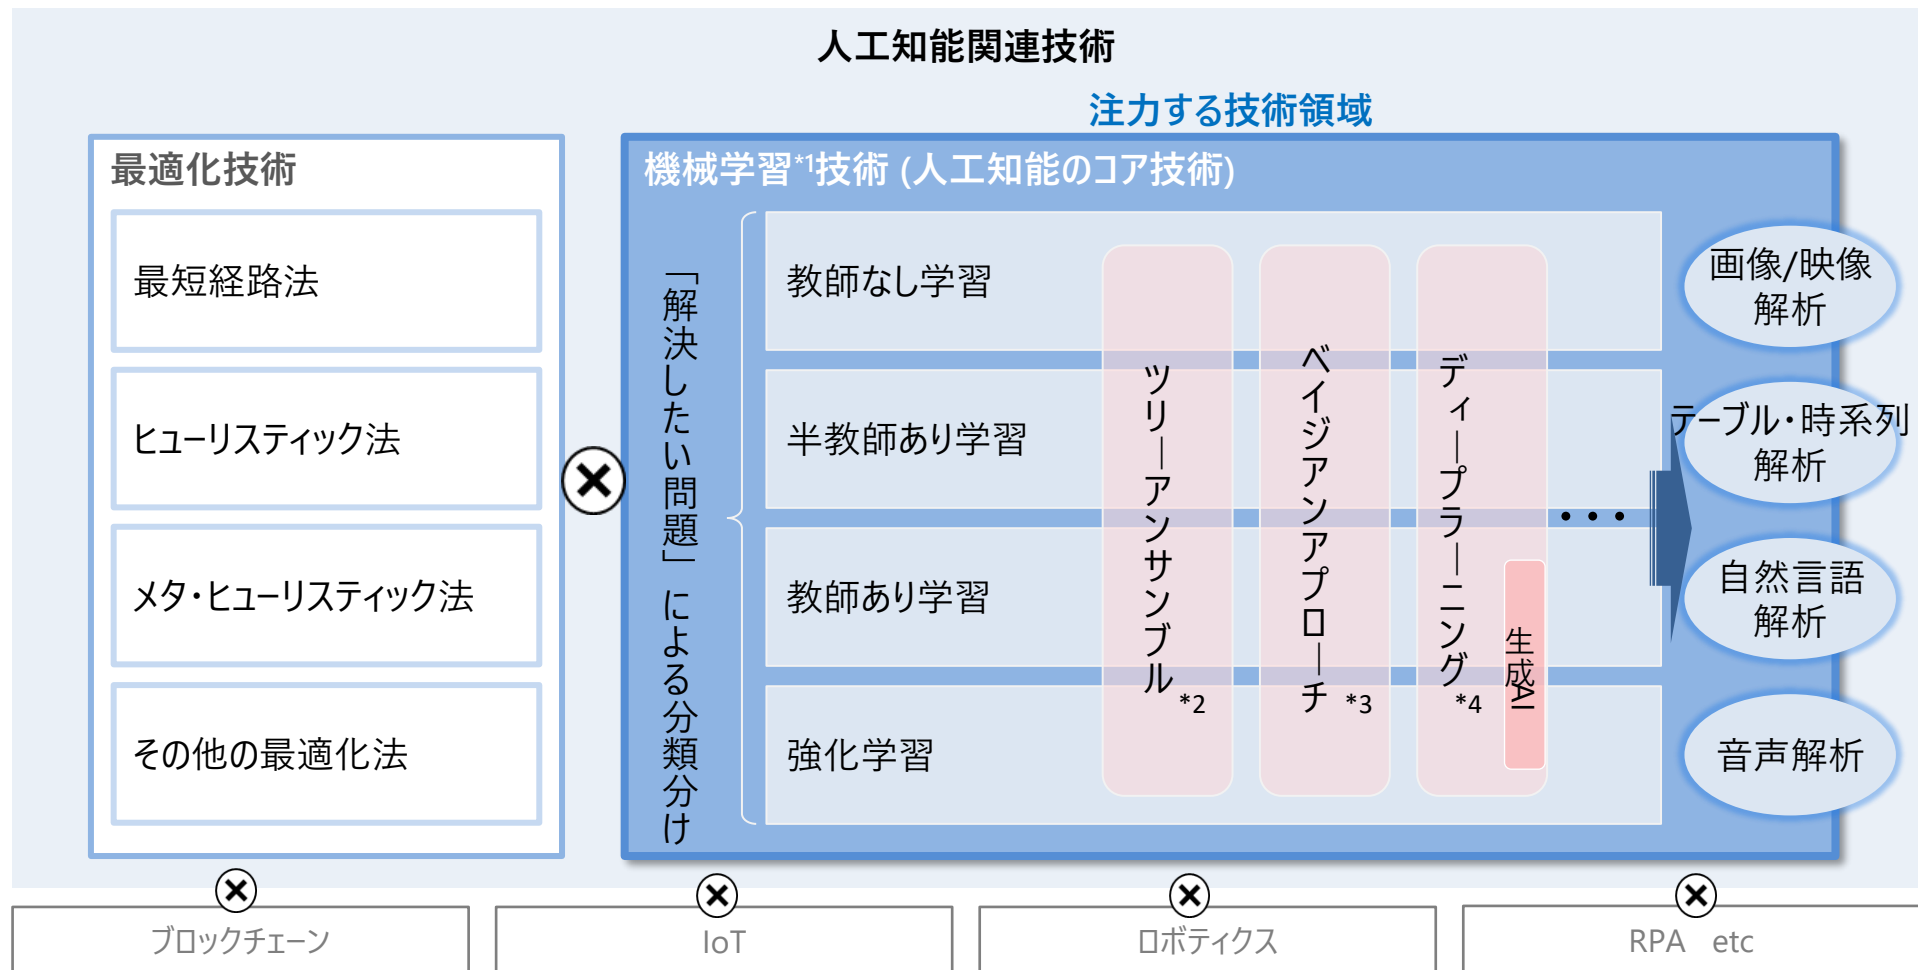 人工知能関連技術
注力する技術領域
最適化技術
最短経路法
ヒューリスティック法
メタ・ヒューリスティック法
その他の最適化法
機械学習*1技術 (人工知能のコア技術)
「解決したい問題」による分類分け
教師なし学習
半教師あり学習
教師あり学習
強化学習
ツリーアンサンブル*2
ベイジアンアプローチ*3
ディープラーニング*4
生成AI
・・・
画像/映像
解析
テーブル・時系列
解析
自然言語
解析
音声解析
ブロックチェーン
IoT
ロボティクス
RPA etc